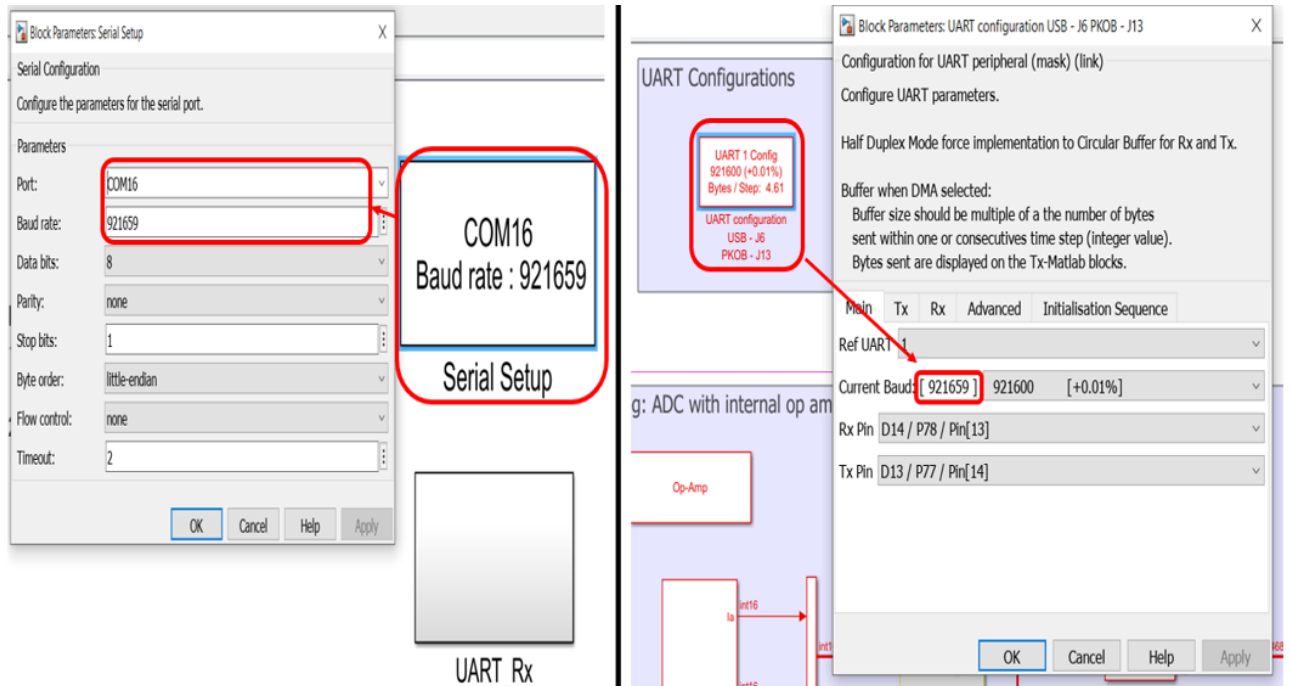 Block Parameters: Serial Setup
Serial Configuration
Configure the parameters for the serial port.
Parameters
Port: COM16
Baud rate: 921659
Data bits: 8
Parity: none
Stop bits: 1
Byte order: little-endian
Flow control: none
Timeout: 2
OK Cancel Help Apply
COM16
Baud rate : 921659
Serial Setup
UART Rx
UART Configurations
UART 1 Config
921600 (+0.01%)
Bytes / Step: 4.61
UART configuration
USB - J6
PKOB - J13
g: ADC with internal op am
Op-Amp
Ia
int16
int1
int16
Block Parameters: UART configuration USB - J6 PKOB - J13
Configuration for UART peripheral (mask) (link)
Configure UART parameters.
Half Duplex Mode force implementation to Circular Buffer for Rx and Tx.
Buffer when DMA selected:
Buffer size should be multiple of a the number of bytes
sent within one or consecutives time step (integer value).
Bytes sent are displayed on the Tx-Matlab blocks.
Main Tx Rx Advanced Initialisation Sequence
Ref UART 1
Current Baud: [ 921659 ] 921600 [+0.01%]
Rx Pin D14 / P78 / Pin[13]
Tx Pin D13 / P77 / Pin[14]
OK Cancel Help Apply